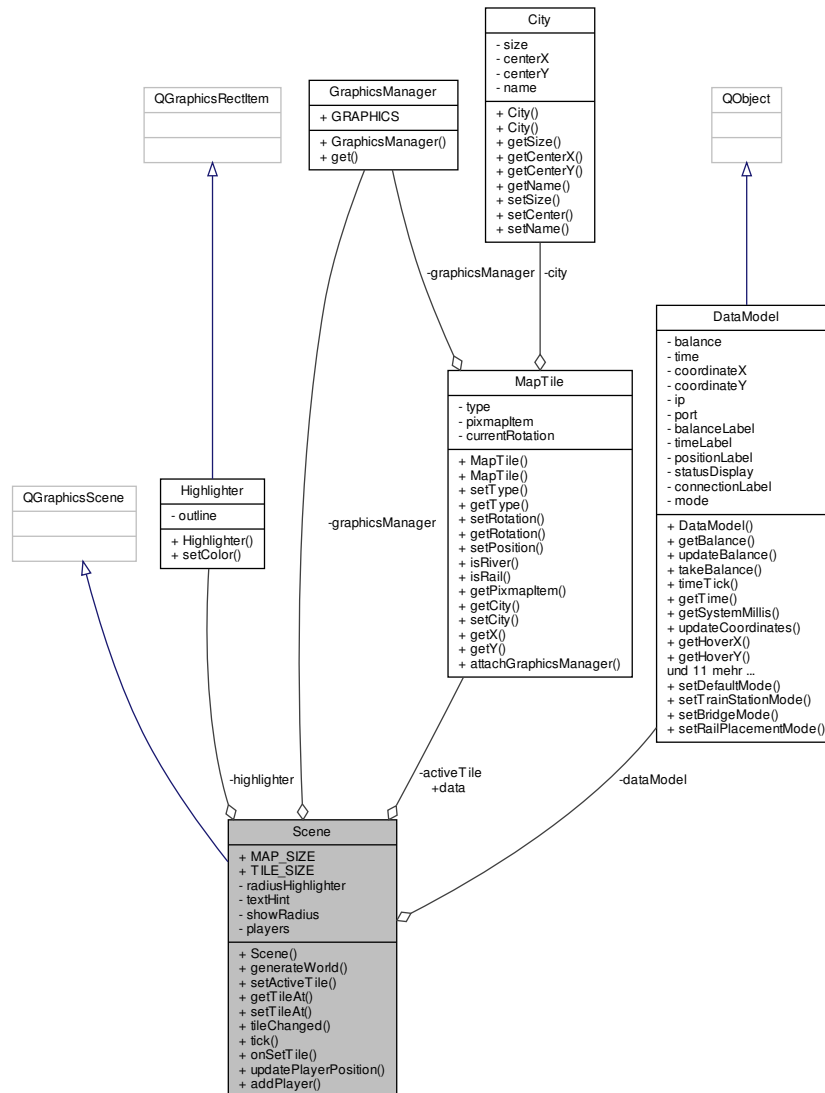 City
- size
- centerX
- centerY
- name
+ City()
+ City()
+ getSize()
+ getCenterX()
+ getCenterY()
+ getName()
+ setSize()
+ setCenter()
+ setName()
GraphicsManager
+ GRAPHICS
+ GraphicsManager()
+ get()
QGraphicsRectItem
QObject
-graphicsManager
-city
DataModel
- balance
- time
- coordinateX
- coordinateY
- ip
- port
- balanceLabel
- timeLabel
- positionLabel
- statusDisplay
- connectionLabel
- mode
+ DataModel()
+ getBalance()
+ updateBalance()
+ takeBalance()
+ timeTick()
+ getTime()
+ getSystemMillis()
+ updateCoordinates()
+ getHoverX()
+ getHoverY()
und 11 mehr ...
+ setDefaultMode()
+ setTrainStationMode()
+ setBridgeMode()
+ setRailPlacementMode()
MapTile
- type
- pixmapItem
- currentRotation
+ MapTile()
+ MapTile()
+ setType()
+ getType()
+ setRotation()
+ getRotation()
+ setPosition()
+ isRiver()
+ isRail()
+ getPixmapItem()
+ getCity()
+ setCity()
+ getX()
+ getY()
+ attachGraphicsManager()
Highlighter
- outline
+ Highlighter()
+ setColor()
QGraphicsScene
-graphicsManager
-highlighter
-activeTile
+data
-dataModel
Scene
+ MAP_SIZE
+ TILE_SIZE
- radiusHighlighter
- textHint
- showRadius
- players
+ Scene()
+ generateWorld()
+ setActiveTile()
+ getTileAt()
+ setTileAt()
+ tileChanged()
+ tick()
+ onSetTile()
+ updatePlayerPosition()
+ addPlayer()